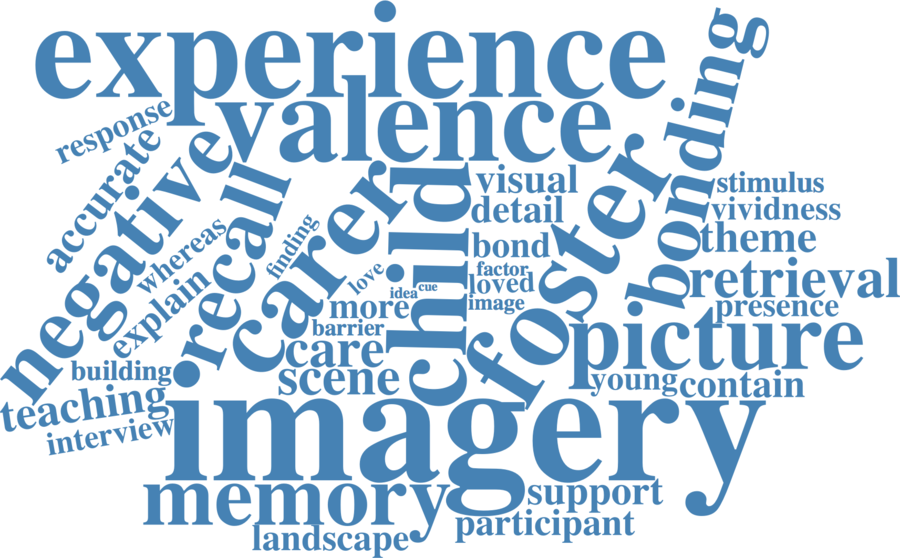 experience
bonding
valence
response
accurate
negative
recall
carer
child
foster
visual
detail
stimulus
vividness
whereas
finding
bond
theme
explain
love
factor
loved
retrieval
idea
cue
more
image
presence
barrier
picture
building
care
scene
young
contain
teaching
interview
imagery
memory
support
participant
landscape